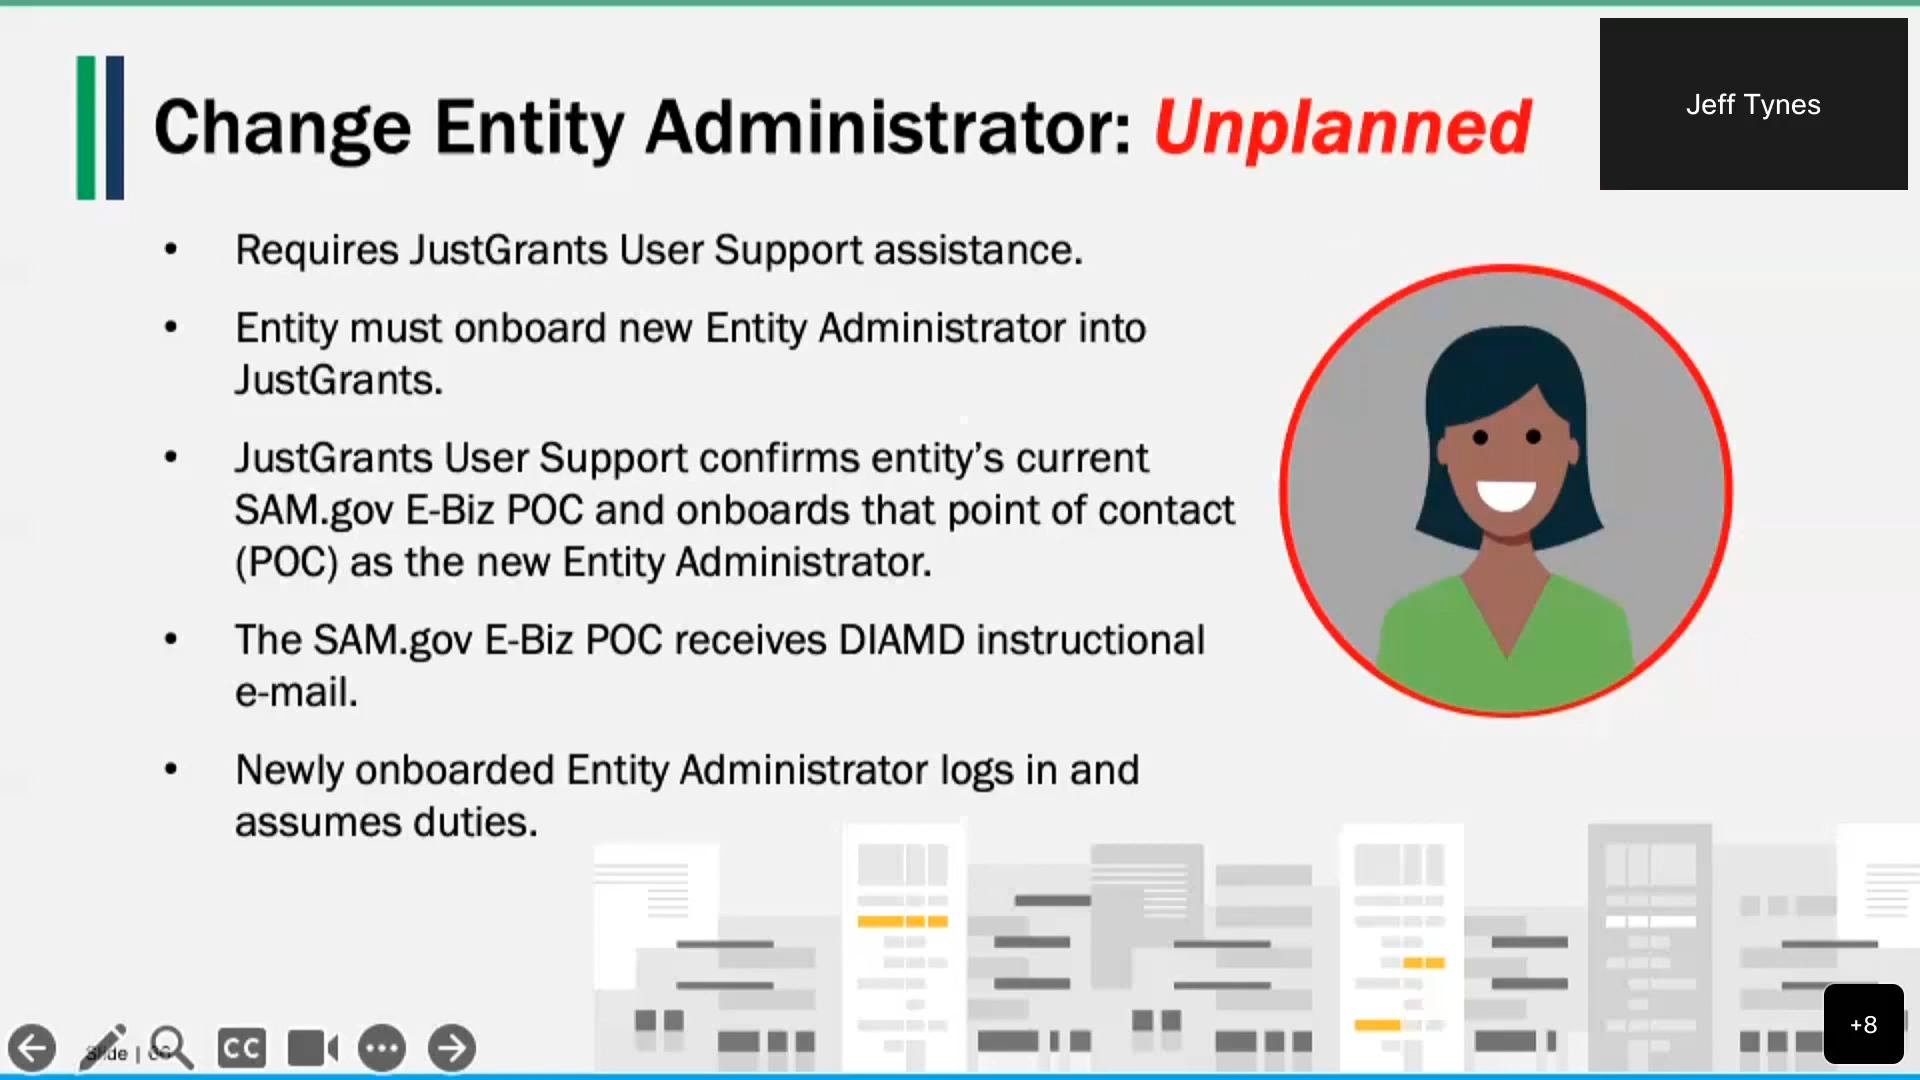 Change Entity Administrator: Unplanned
Jeff Tynes
• Requires JustGrants User Support assistance.
• Entity must onboard new Entity Administrator into
JustGrants.
• JustGrants User Support confirms entity’s current
SAM.gov E-Biz POC and onboards that point of contact
(POC) as the new Entity Administrator.
• The SAM.gov E-Biz POC receives DIAMD instructional
e-mail.
• Newly onboarded Entity Administrator logs in and
assumes duties.
Slide |
CC
+8